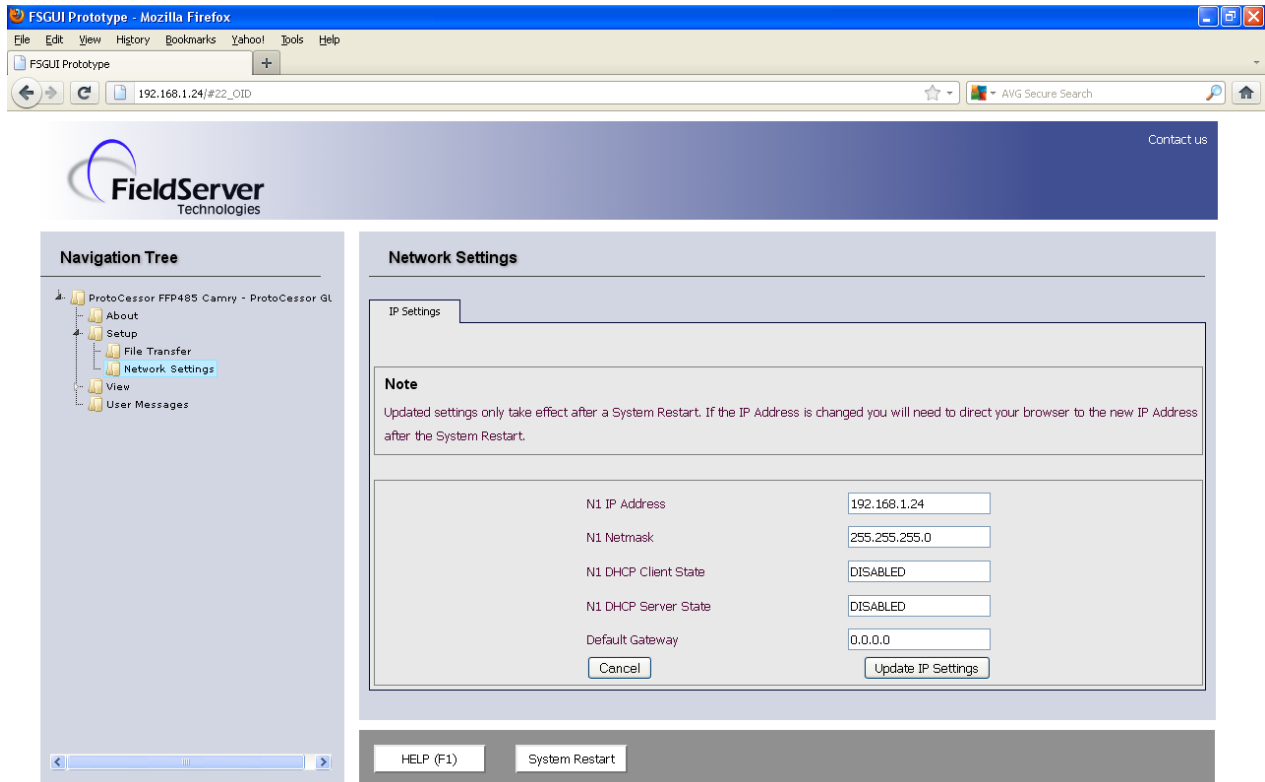 FSGUI Prototype - Mozilla Firefox
File Edit View History Bookmarks Yahoo! Tools Help
FSGUI Prototype
192.168.1.24/#22_OID
AVG Secure Search
Contact us
FieldServer
Technologies
Navigation Tree
ProtoCessor FFP485 Camry - ProtoCessor GU
About
Setup
File Transfer
Network Settings
View
User Messages
Network Settings
IP Settings
Note
Updated settings only take effect after a System Restart. If the IP Address is changed you will need to direct your browser to the new IP Address
after the System Restart.
N1 IP Address 192.168.1.24
N1 Netmask 255.255.255.0
N1 DHCP Client State DISABLED
N1 DHCP Server State DISABLED
Default Gateway 0.0.0.0
Cancel Update IP Settings
HELP (F1) System Restart